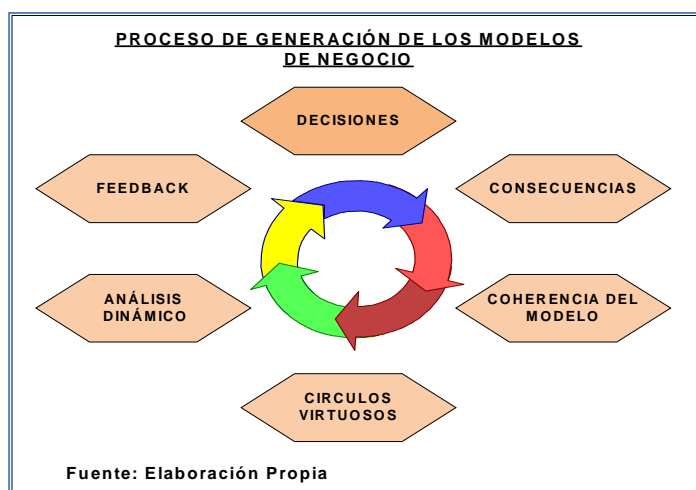 PROCESO DE GENERACIÓN DE LOS MODELOS
DE NEGOCIO
DECISIONES
FEEDBACK
CONSECUENCIAS
ANÁLISIS
DINÁMICO
COHERENCIA DEL
MODELO
CIRCULOS
VIRTUOSOS
Fuente: Elaboración Propia